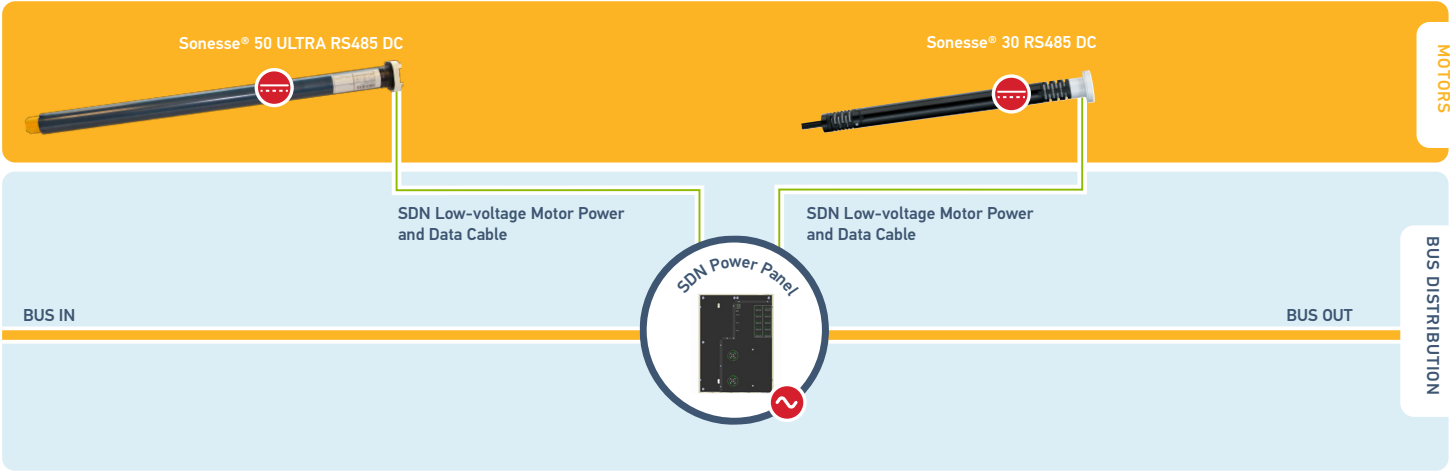 Sonesse® 50 ULTRA RS485 DC
Sonesse® 30 RS485 DC
MOTORS
SDN Low-voltage Motor Power
and Data Cable
SDN Low-voltage Motor Power
and Data Cable
SDN Power Panel
BUS IN
BUS OUT
BUS DISTRIBUTION